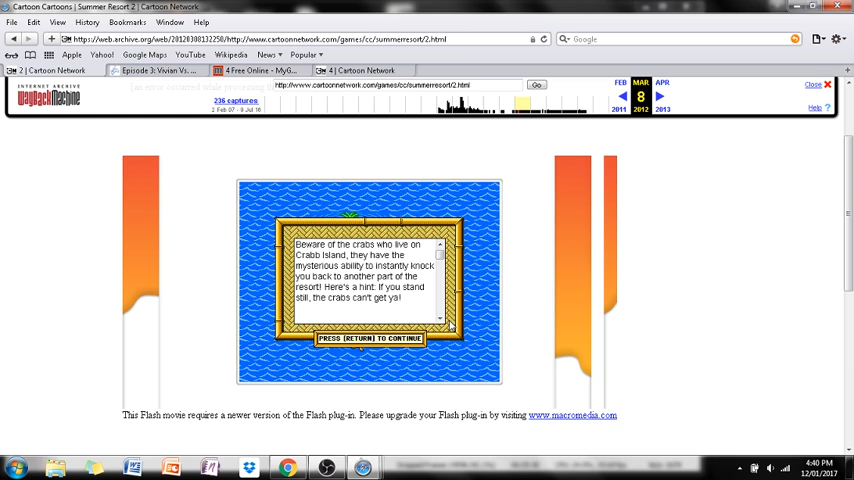 Cartoon Cartoons | Summer Resort 2 | Cartoon Network
File Edit View History Bookmarks Window Help
https://web.archive.org/web/20120308132250/http://www.cartoonnetwork.com/games/cc/summerresort/2.html
Google
Apple Yahoo! Google Maps YouTube Wikipedia News Popular
2 | Cartoon Network
Episode 3: Vivian Vs. ...
4 Free Online - MyG...
4 | Cartoon Network
INTERNET ARCHIVE
WayBackMachine
http://www.cartoonnetwork.com/games/cc/summerresort/2.html
Go
236 captures
2 Feb 07 - 9 Jul 16
FEB MAR APR
8
2011 2012 2013
Close
Help
Beware of the crabs who live on
Crabb Island, they have the
mysterious ability to instantly knock
you back to another part of the
resort! Here's a hint: If you stand
still, the crabs can't get ya!
PRESS [RETURN] TO CONTINUE
This Flash movie requires a newer version of the Flash plug-in. Please upgrade your Flash plug-in by visiting www.macromedia.com
4:40 PM
12/01/2017